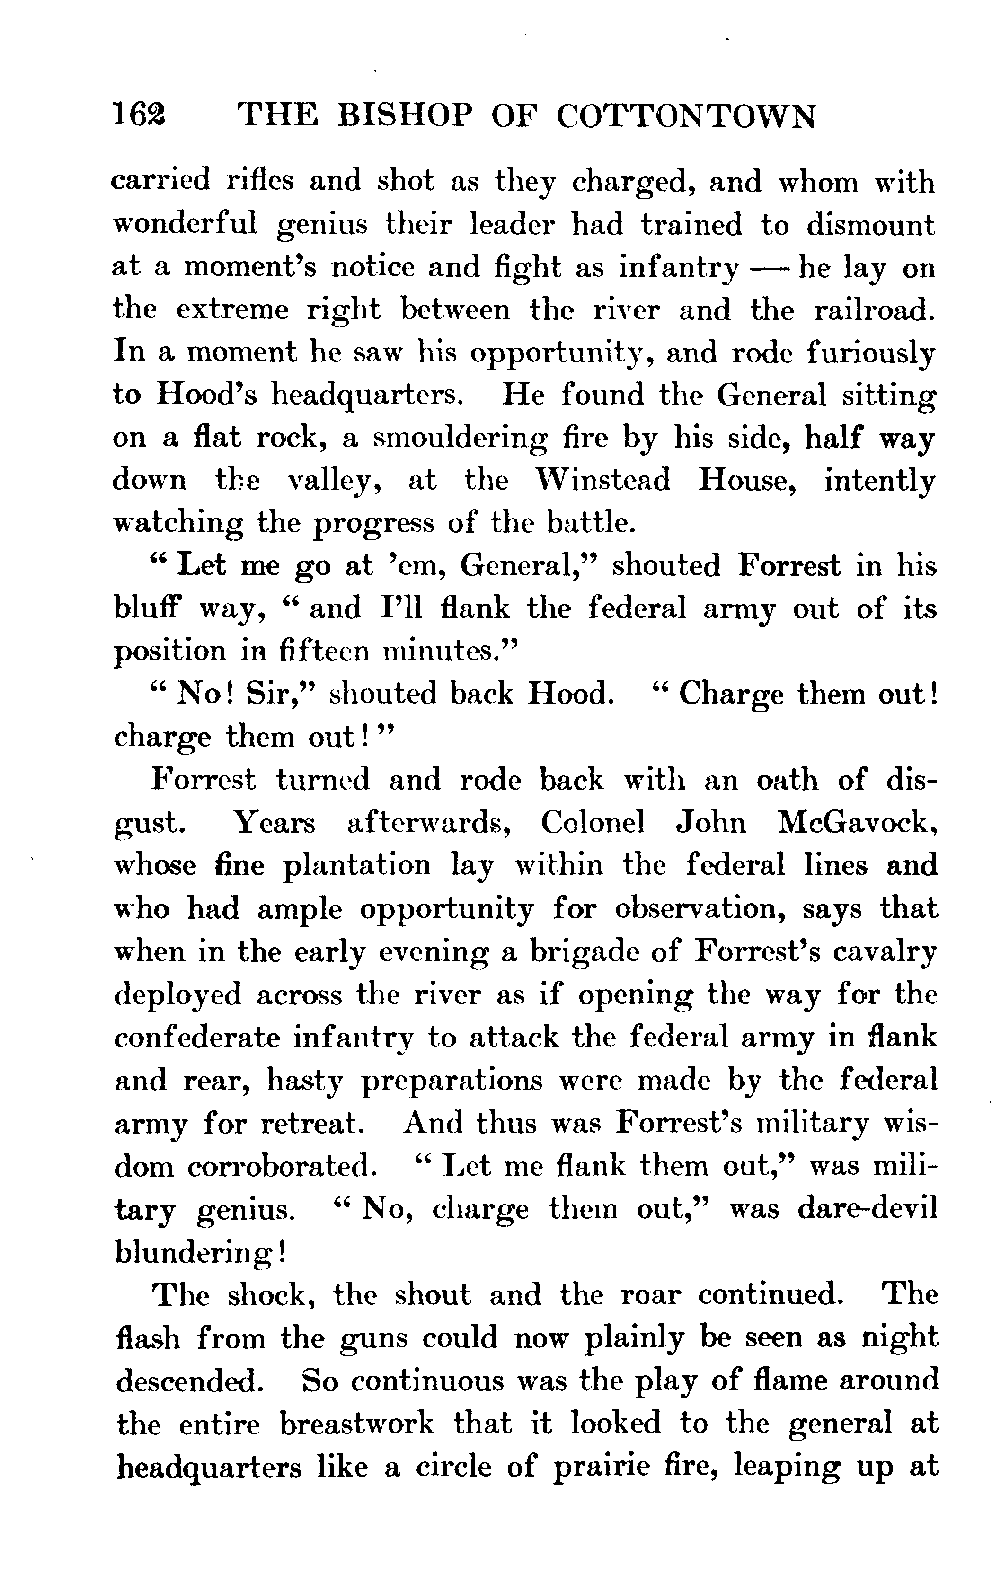 162 THE BISHOP OF COTTONTOWN
carried rifles and shot as they charged, and whom with
wonderful genius their leader had trained to dismount
at a moment's notice and fight as infantry — he lay on
the extreme right between the river and the railroad.
In a moment he saw his opportunity, and rode furiously
to Hood's headquarters. He found the General sitting
on a flat rock, a smouldering fire by his side, half way
down the valley, at the Winstead House, intently
watching the progress of the battle.
“ Let me go at ’em, General,” shouted Forrest in his
bluff way, “ and I’ll flank the federal army out of its
position in fifteen minutes.”
“ No! Sir,” shouted back Hood. “ Charge them out!
charge them out! ”
Forrest turned and rode back with an oath of dis-
gust. Years afterwards, Colonel John McGavock,
whose fine plantation lay within the federal lines and
who had ample opportunity for observation, says that
when in the early evening a brigade of Forrest’s cavalry
deployed across the river as if opening the way for the
confederate infantry to attack the federal army in flank
and rear, hasty preparations were made by the federal
army for retreat. And thus was Forrest’s military wis-
dom corroborated. “ Let me flank them out,” was mili-
tary genius. “ No, charge them out,” was dare-devil
blundering!
The shock, the shout and the roar continued. The
flash from the guns could now plainly be seen as night
descended. So continuous was the play of flame around
the entire breastwork that it looked to the general at
headquarters like a circle of prairie fire, leaping up at